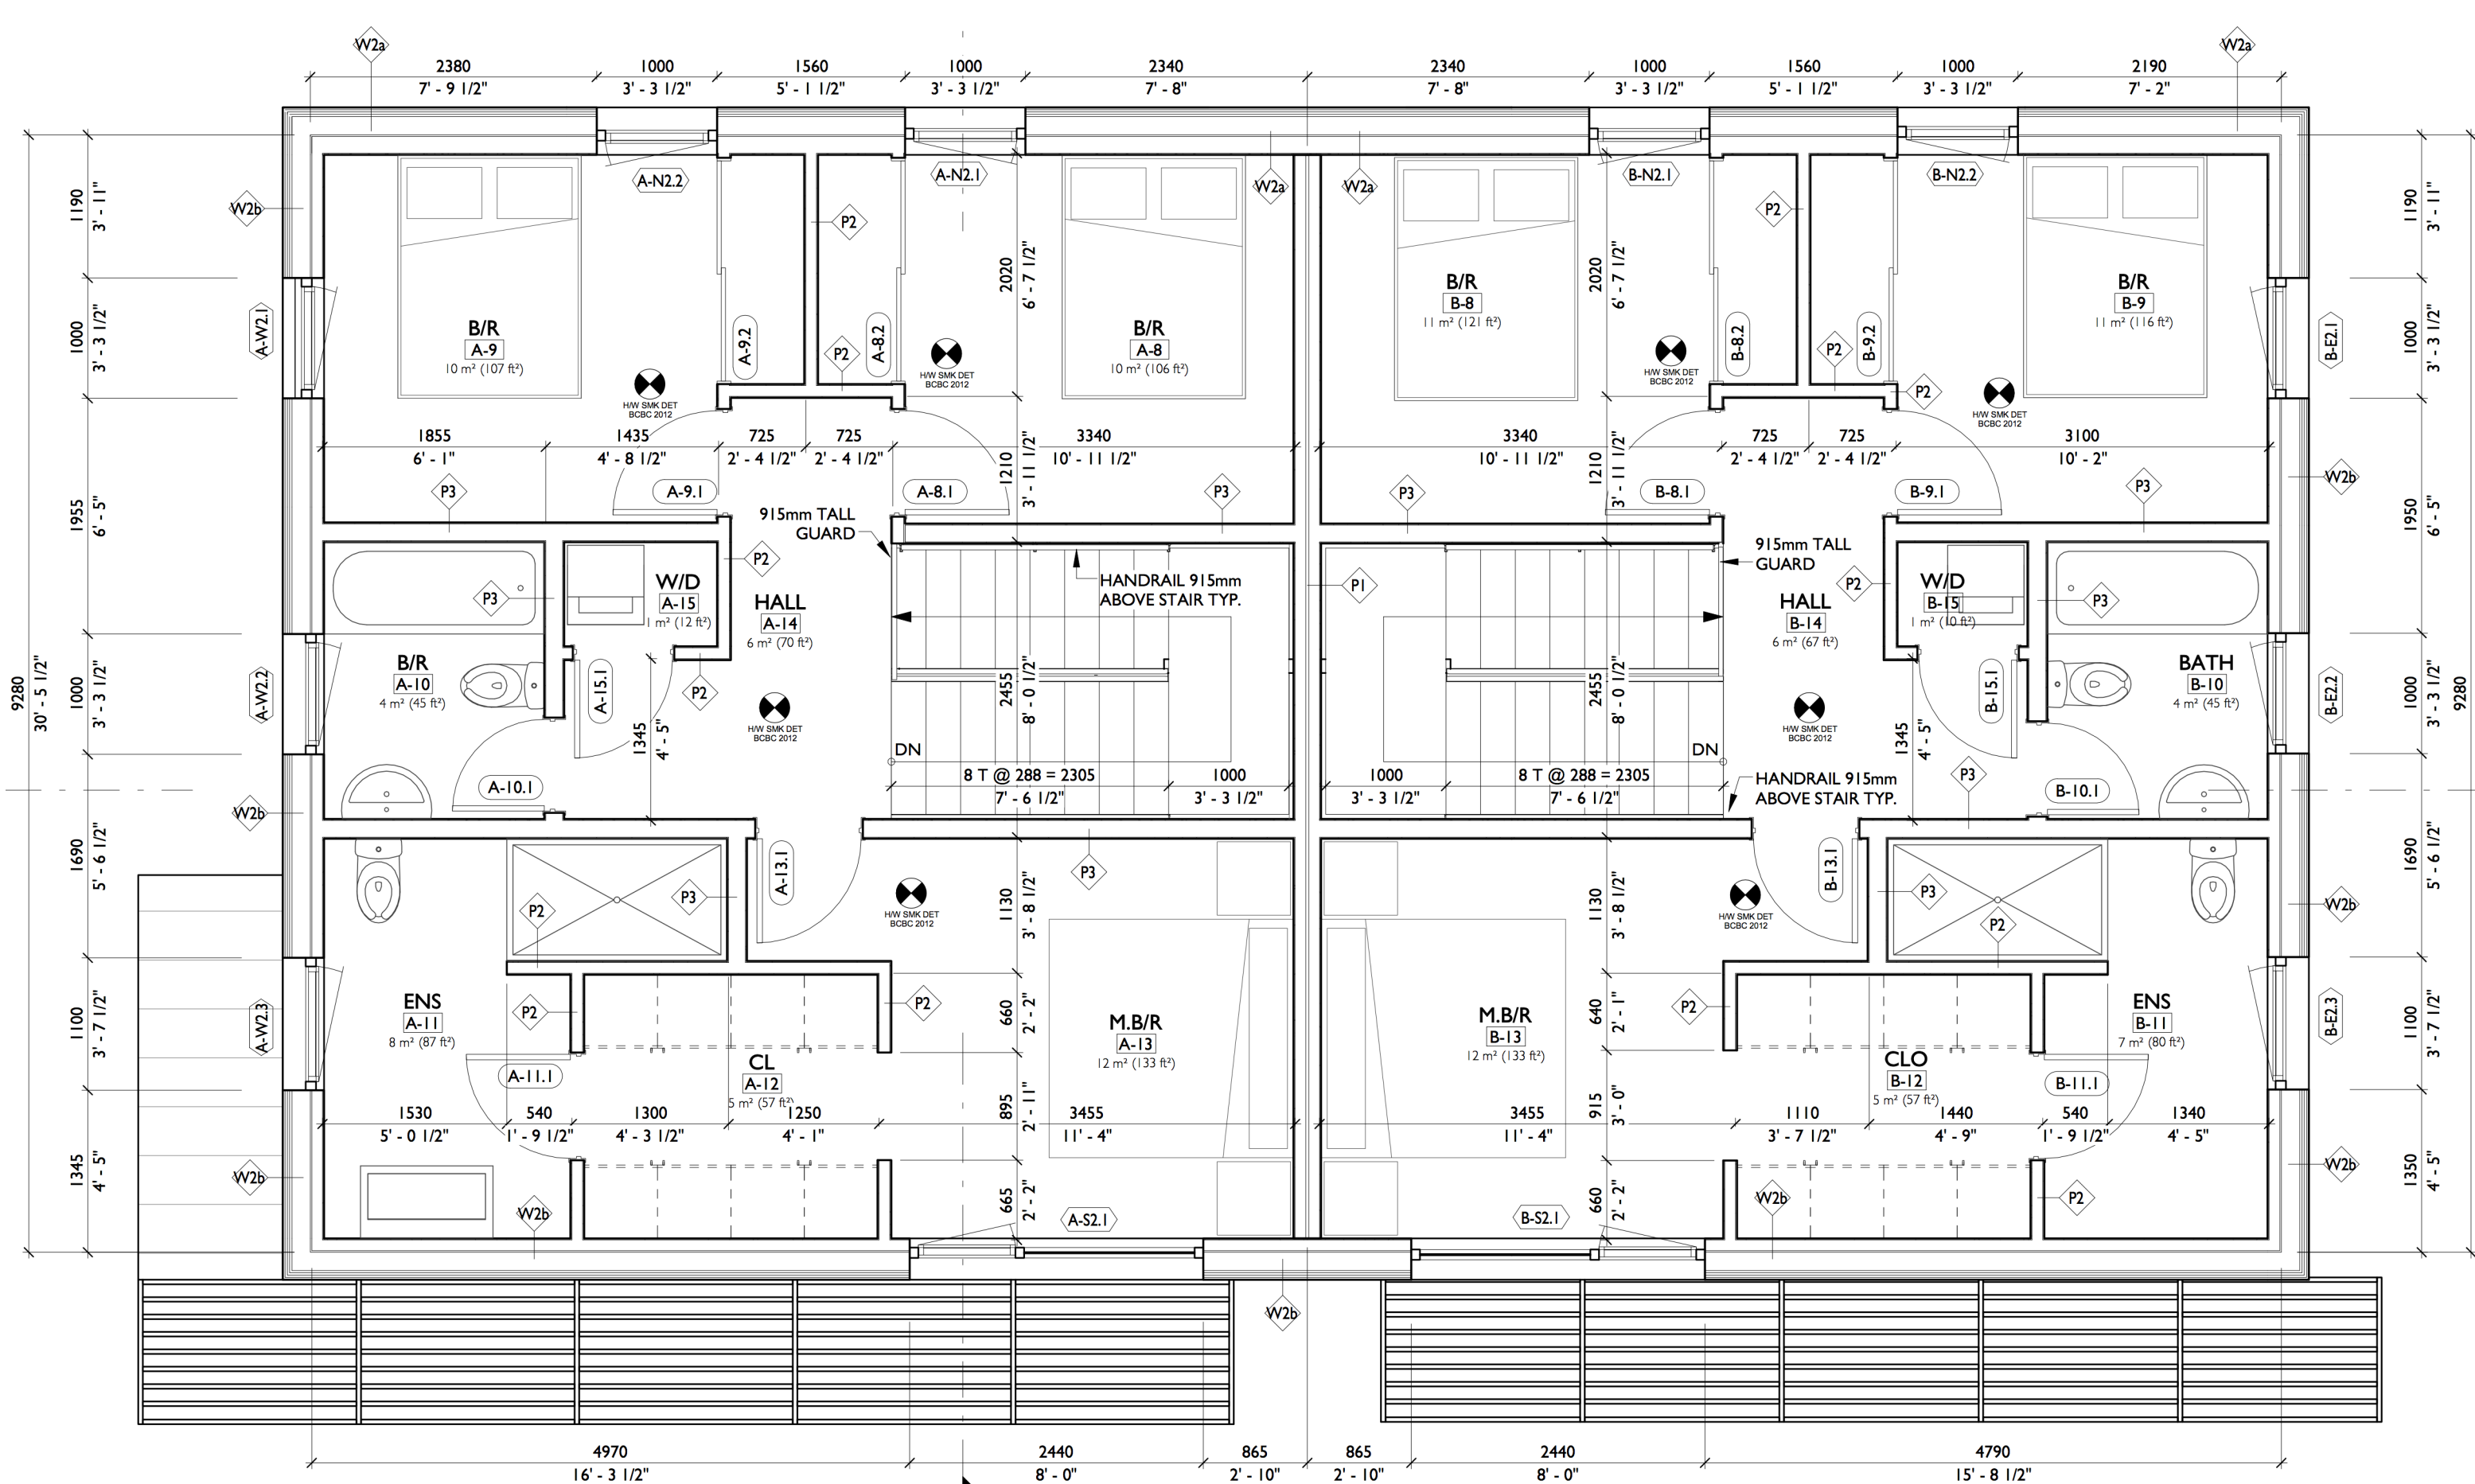 W2a
W2a
2380
1000
1560
1000
2340
2340
1000
1560
1000
2190
7' - 9 1/2"
3' - 3 1/2"
5' - 1 1/2"
3' - 3 1/2"
7' - 8"
7' - 8"
3' - 3 1/2"
5' - 1 1/2"
3' - 3 1/2"
7' - 2"
1190
3' - 11"
W2b
A-N2.2
A-N2.1
W2a
W2a
B-N2.1
B-N2.2
P2
P2
1190
3' - 11"
2020
6' - 7 1/2"
2020
6' - 7 1/2"
1000
3' - 3 1/2"
A-W2.1
B/R
A-9
10 m² (107 ft²)
A-9.2
P2
A-8.2
H/W SMK DET
BCBC 2012
B/R
A-8
10 m² (106 ft²)
B/R
B-8
11 m² (121 ft²)
H/W SMK DET
BCBC 2012
B-8.2
P2
B-9.2
B/R
B-9
11 m² (116 ft²)
B-E2.1
1000
3' - 3 1/2"
H/W SMK DET
BCBC 2012
P2
H/W SMK DET
BCBC 2012
1855
1435
725
725
3340
3340
725
725
3100
6' - 1"
4' - 8 1/2"
2' - 4 1/2"
2' - 4 1/2"
10' - 11 1/2"
10' - 11 1/2"
2' - 4 1/2"
2' - 4 1/2"
10' - 2"
1210
3' - 11 1/2"
1210
3' - 11 1/2"
W2b
P3
A-9.1
A-8.1
P3
P3
B-8.1
B-9.1
P3
1955
6' - 5"
1950
6' - 5"
915mm TALL
GUARD
915mm TALL
GUARD
P2
P3
W/D
A-15
1 m² (12 ft²)
HALL
A-14
6 m² (70 ft²)
HANDRAIL 915mm
ABOVE STAIR TYP.
P1
P2
HALL
B-14
6 m² (67 ft²)
W/D
B-15
1 m² (10 ft²)
P3
9280
30' - 5 1/2"
1000
3' - 3 1/2"
A-W2.2
B/R
A-10
4 m² (45 ft²)
A-15.1
P2
1345
4' - 5"
H/W SMK DET
BCBC 2012
2455
8' - 0 1/2"
2455
8' - 0 1/2"
H/W SMK DET
BCBC 2012
B-15.1
1345
4' - 5"
BATH
B-10
4 m² (45 ft²)
B-E2.2
1000
3' - 3 1/2"
9280
DN
DN
8 T @ 288 = 2305
1000
1000
8 T @ 288 = 2305
7' - 6 1/2"
3' - 3 1/2"
3' - 3 1/2"
7' - 6 1/2"
HANDRAIL 915mm
ABOVE STAIR TYP.
P3
W2b
A-10.1
B-10.1
1690
5' - 6 1/2"
P2
P3
A-13.1
H/W SMK DET
BCBC 2012
1130
3' - 8 1/2"
P3
1130
3' - 8 1/2"
H/W SMK DET
BCBC 2012
B-13.1
P3
P2
W2b
1690
5' - 6 1/2"
1100
3' - 7 1/2"
A-W2.3
ENS
A-11
8 m² (87 ft²)
P2
P2
660
2' - 2"
M.B/R
A-13
12 m² (133 ft²)
M.B/R
B-13
12 m² (133 ft²)
640
2' - 1"
P2
ENS
B-11
7 m² (80 ft²)
B-E2.3
1100
3' - 7 1/2"
A-11.1
CL
A-12
5 m² (57 ft²)
CLO
B-12
5 m² (57 ft²)
B-11.1
895
2' - 11"
915
3' - 0"
1530
540
1300
1250
3455
3455
1110
1440
540
1340
5' - 0 1/2"
1' - 9 1/2"
4' - 3 1/2"
4' - 1"
11' - 4"
11' - 4"
3' - 7 1/2"
4' - 9"
1' - 9 1/2"
4' - 5"
1345
4' - 5"
W2b
W2b
665
2' - 2"
A-S2.1
B-S2.1
660
2' - 2"
W2b
P2
W2b
1350
4' - 5"
W2b
4970
2440
865
865
2440
4790
16' - 3 1/2"
8' - 0"
2' - 10"
2' - 10"
8' - 0"
15' - 8 1/2"